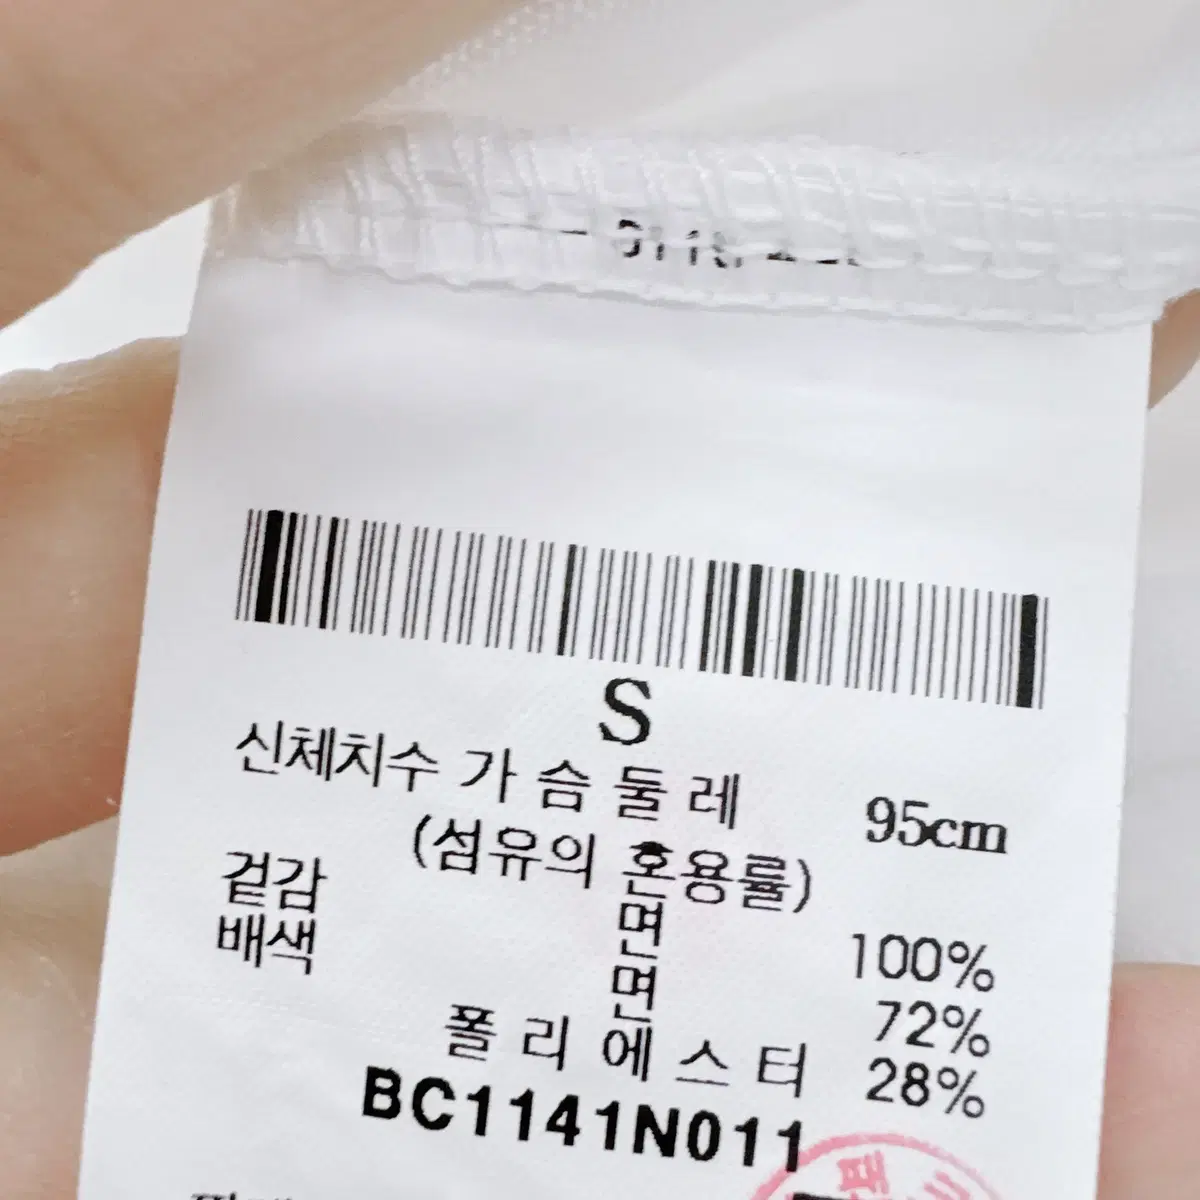 S
신체치수 가슴둘레 95cm
(섬유의 혼용률)
겉감 면 100%
배색 면 72%
폴리에스터 28%
BC1141N011